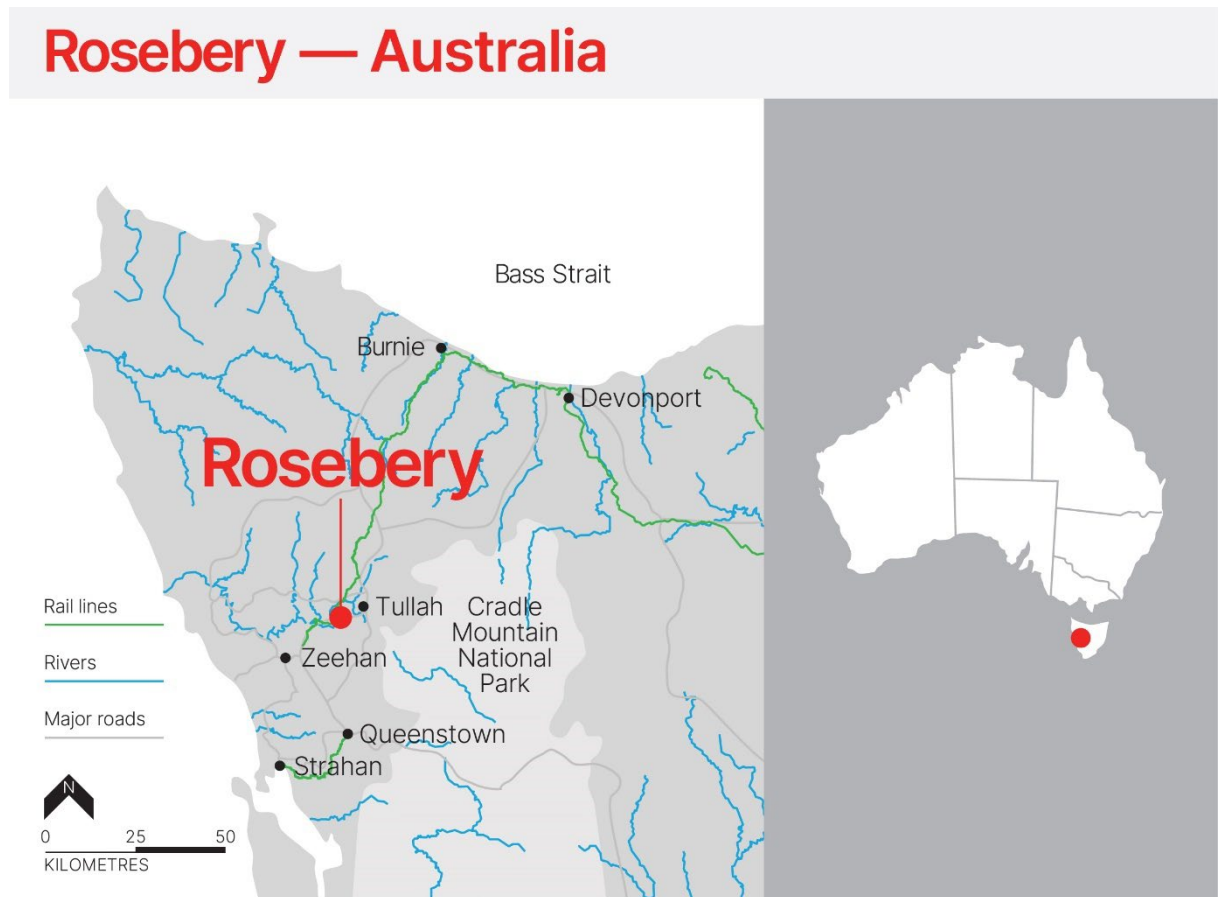 Rosebery — Australia
Bass Strait
Burnie
Devonport
Rosebery
Rail lines
Tullah
Cradle
Mountain
National
Park
Rivers
Zeehan
Major roads
Queenstown
Strahan
N
0 25 50
KILOMETRES